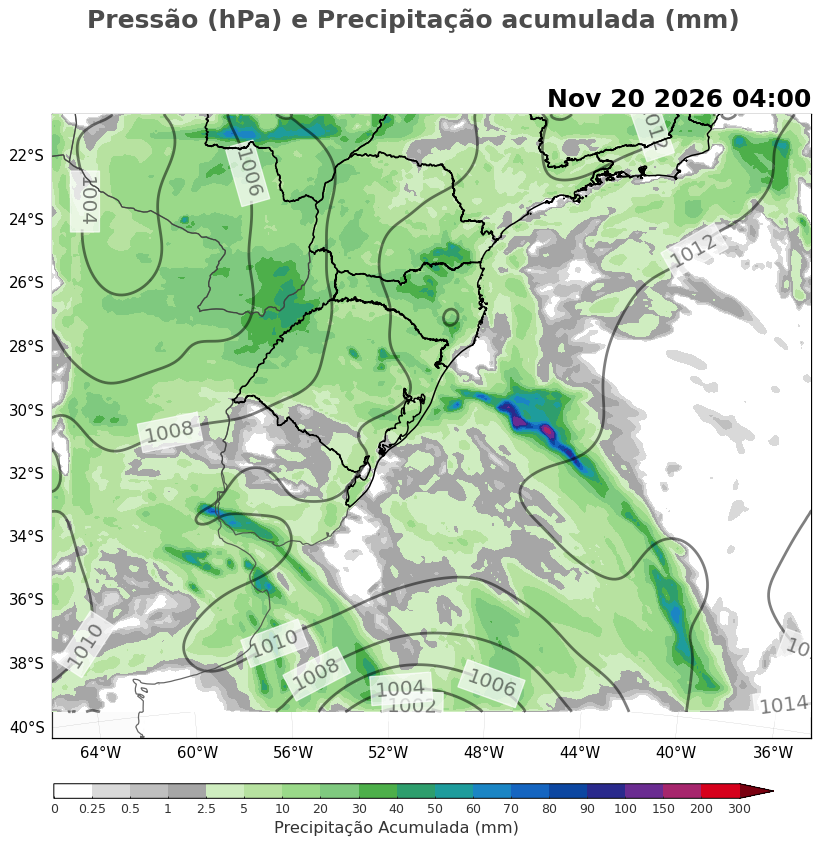 Pressão (hPa) e Precipitação acumulada (mm)
Nov 20 2026 04:00
1012
1004
1006
1012
1008
1010
1010
1008
1004
1002
1006
1014
22°S
24°S
26°S
28°S
30°S
32°S
34°S
36°S
38°S
40°S
64°W 60°W 56°W 52°W 48°W 44°W 40°W 36°W
0 0.25 0.5 1 2.5 5 10 20 30 40 50 60 70 80 90 100 150 200 300
Precipitação Acumulada (mm)